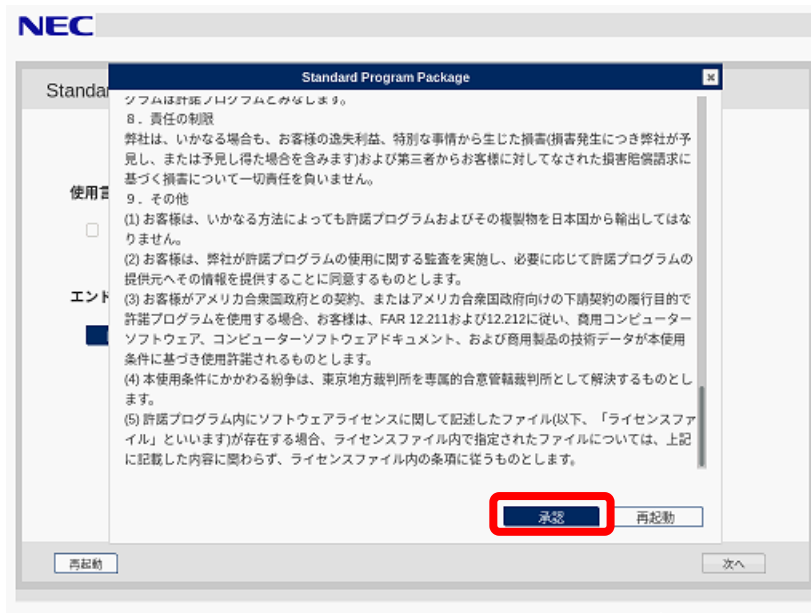 NEC
Standard Program Package
×
Standar
グラムは許諾プログラムとみなします。
8．責任の制限
弊社は、いかなる場合も、お客様の逸失利益、特別な事情から生じた損害(損害発生につき弊社が予
見し、または予見し得た場合を含みます)および第三者からお客様に対してなされた損害賠償請求に
基づく損害について一切責任を負いません。
9．その他
(1) お客様は、いかなる方法によっても許諾プログラムおよびその複製物を日本国から輸出してはな
りません。
(2) お客様は、弊社が許諾プログラムの使用に関する監査を実施し、必要に応じて許諾プログラムの
提供元へその情報を提供することに同意するものとします。
(3) お客様がアメリカ合衆国政府との契約、またはアメリカ合衆国政府向けの下請契約の履行目的で
許諾プログラムを使用する場合、お客様は、FAR 12.211および12.212に従い、商用コンピューター
ソフトウェア、コンピューターソフトウェアドキュメント、および商用製品の技術データが本使用
条件に基づき使用許諾されるものとします。
(4) 本使用条件にかかわる紛争は、東京地方裁判所を専属的合意管轄裁判所として解決するものとし
ます。
(5) 許諾プログラム内にソフトウェアライセンスに関して記述したファイル(以下、「ライセンスファ
イル」といいます)が存在する場合、ライセンスファイル内で指定されたファイルについては、上記
に記載した内容に関わらず、ライセンスファイル内の条項に従うものとします。
使用言
エンド
承認
再起動
再起動
次へ